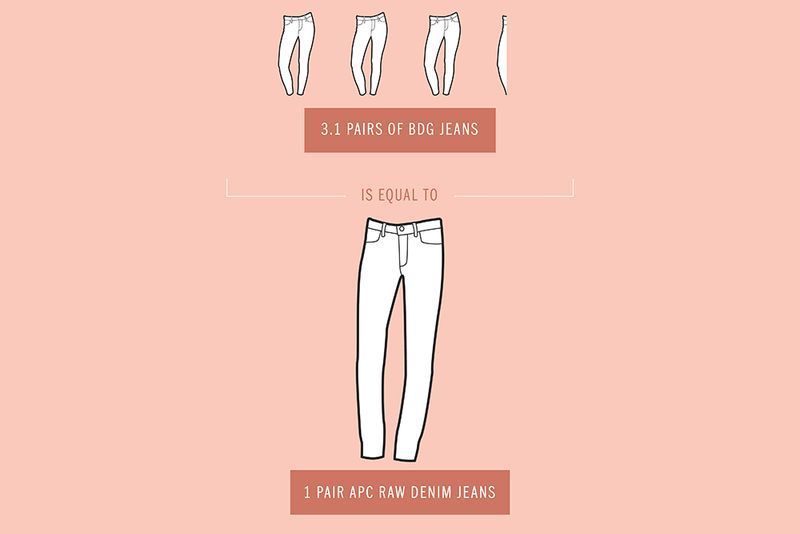 3.1 PAIRS OF BDG JEANS
IS EQUAL TO
1 PAIR APC RAW DENIM JEANS